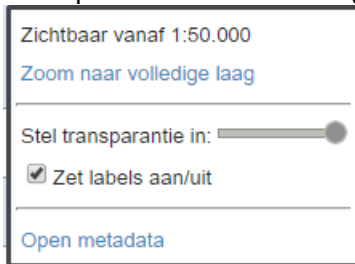 Zichtbaar vanaf 1:50.000
Zoom naar volledige laag
Stel transparantie in:
Zet labels aan/uit
Open metadata